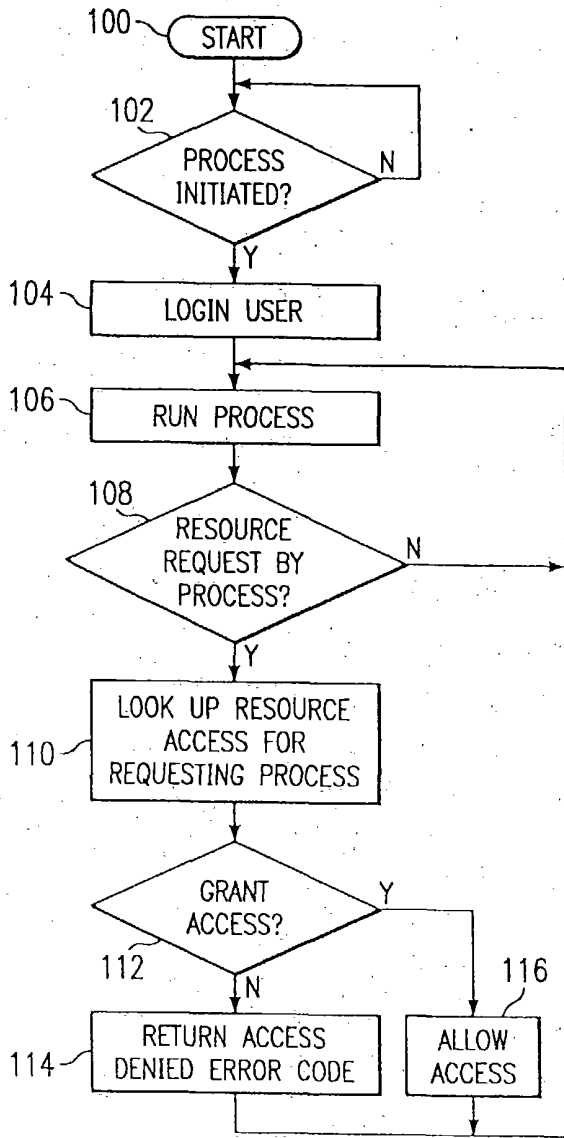 100
START
102
PROCESS
INITIATED?
N
Y
104
LOGIN USER
106
RUN PROCESS
108
RESOURCE
REQUEST BY
PROCESS?
N
Y
110
LOOK UP RESOURCE
ACCESS FOR
REQUESTING PROCESS
GRANT
ACCESS?
Y
112
N
116
114
RETURN ACCESS
DENIED ERROR CODE
ALLOW
ACCESS